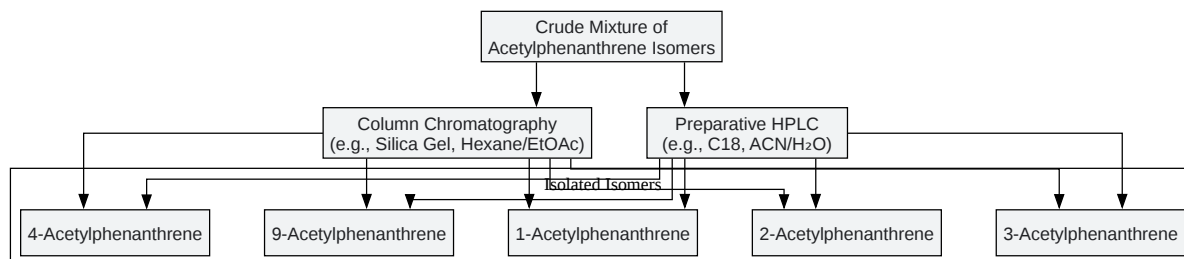 Crude Mixture of
Acetylphenanthrene Isomers
Column Chromatography
(e.g., Silica Gel, Hexane/EtOAc)
Preparative HPLC
(e.g., C18, ACN/H₂O)
Isolated Isomers
4-Acetylphenanthrene
9-Acetylphenanthrene
1-Acetylphenanthrene
2-Acetylphenanthrene
3-Acetylphenanthrene